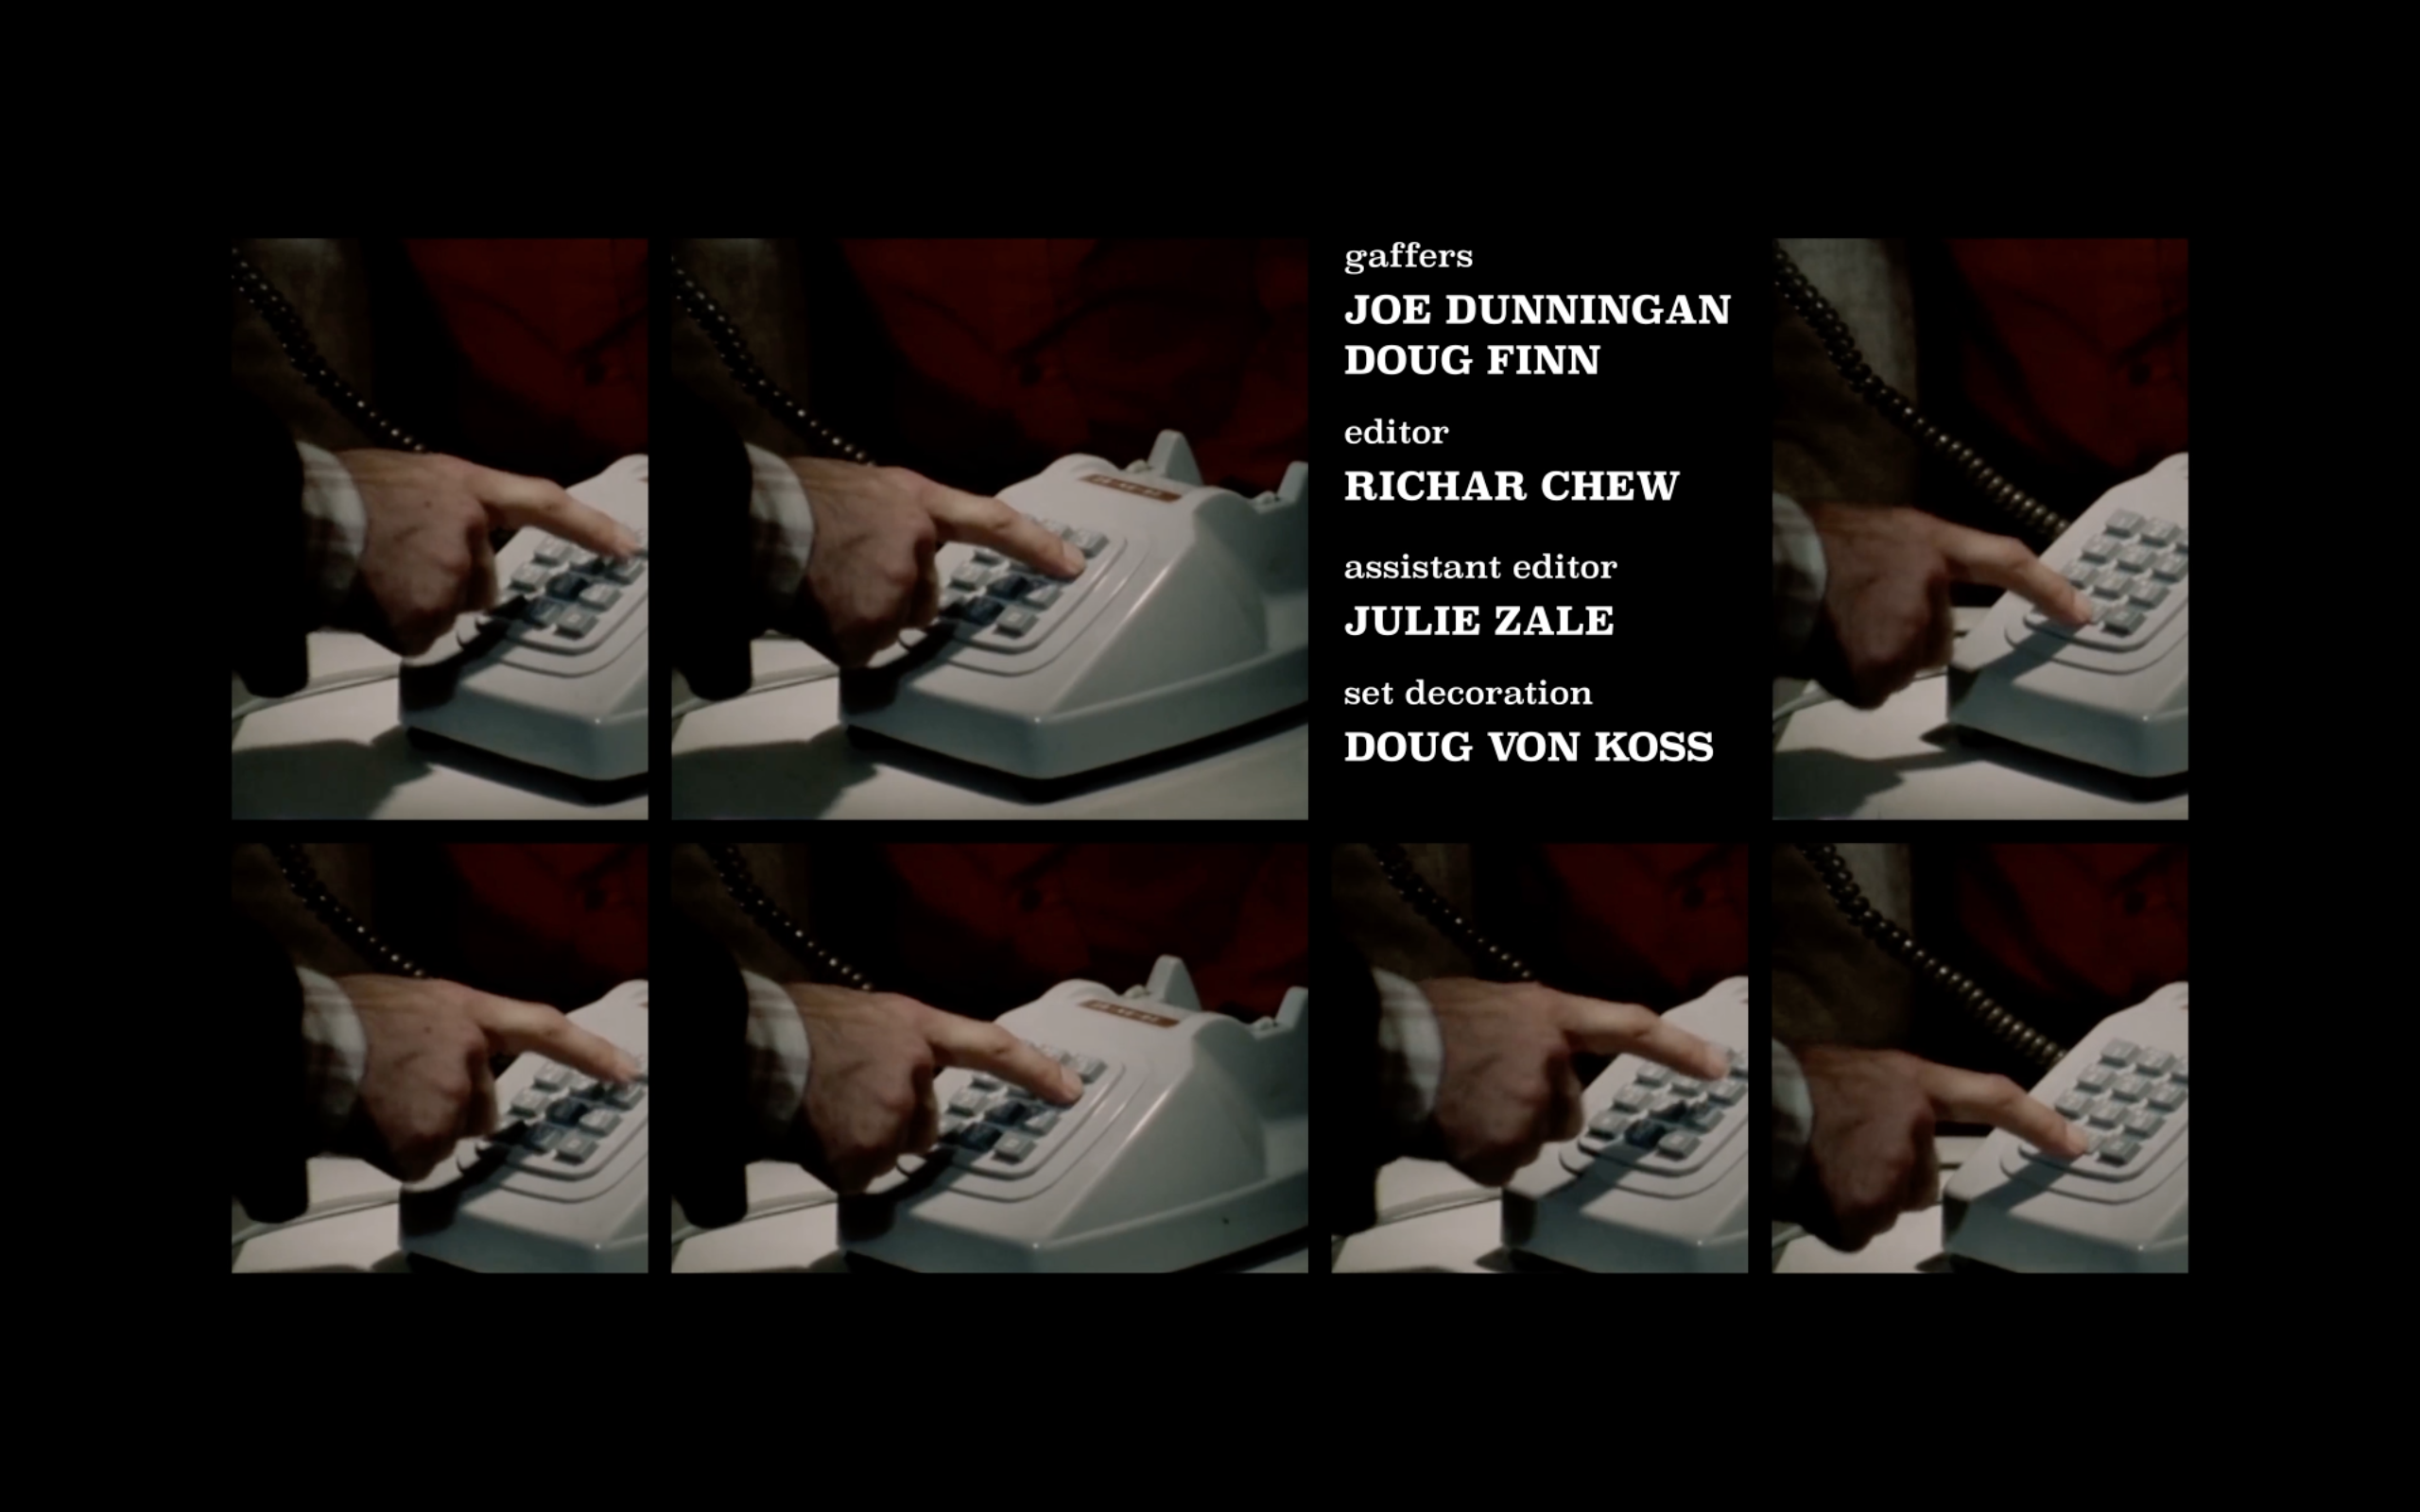 gaffers
JOE DUNNINGAN
DOUG FINN
editor
RICHAR CHEW
assistant editor
JULIE ZALE
set decoration
DOUG VON KOSS